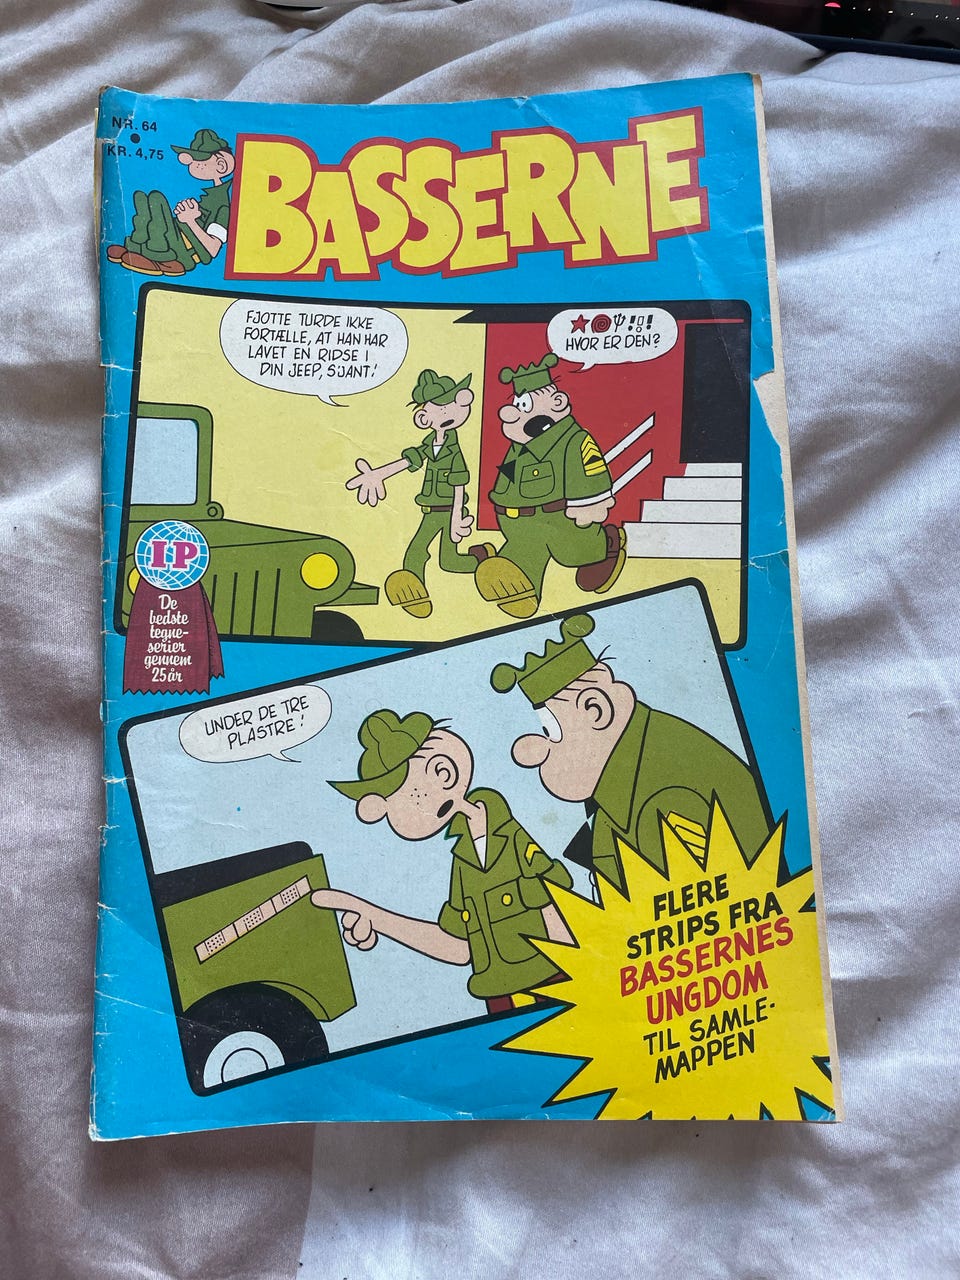 NR. 64
KR. 4,75
BASSERNE
FJOTTE TURDE IKKE
FORTÆLLE, AT HAN HAR
LAVET EN RIDSE I
DIN JEEP, S'JANT!
!!!
HVOR ER DEN?
IP
De
bedste
tegne-
serier
gennem
25 år
UNDER DE TRE
PLASTRE!
FLERE
STRIPS FRA
BASSERNES
UNGDOM
TIL SAMLE-
MAPPEN